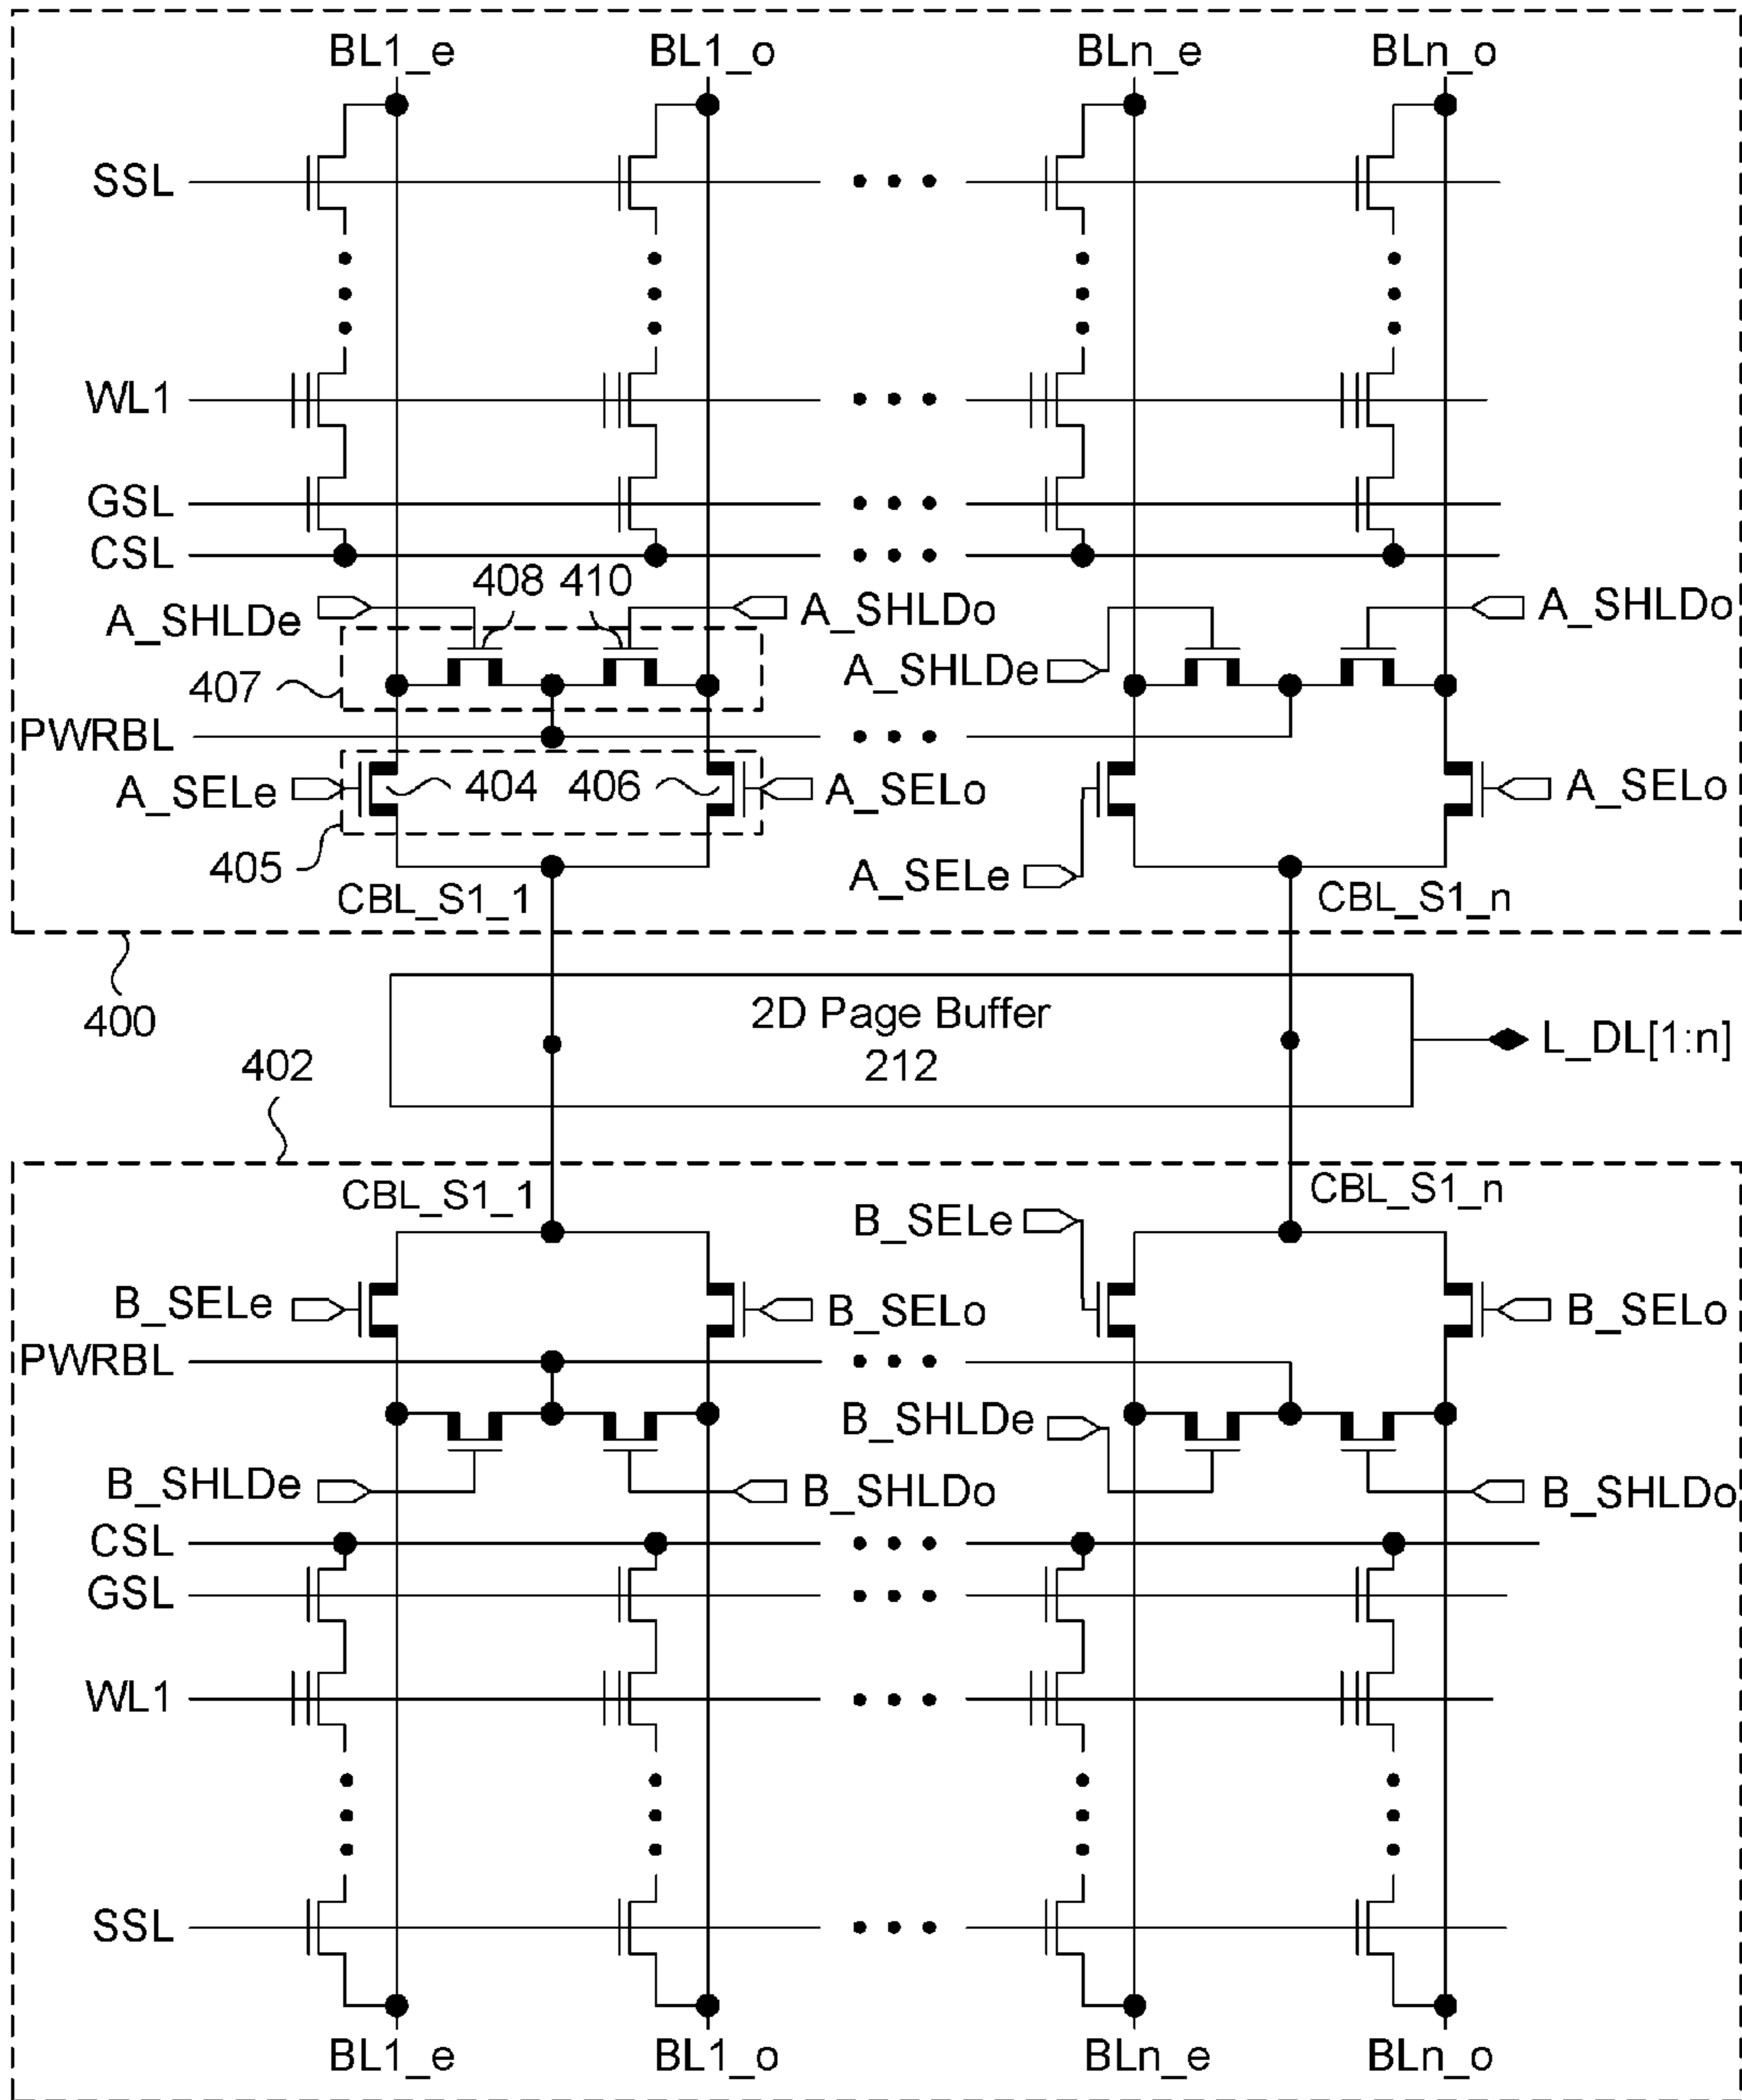 BL1_e BL1_o BLn_e BLn_o
SSL
WL1
GSL
CSL
408 410
A_SHLDe A_SHLDo A_SHLDo
A_SHLDe
407
PWRBL
A_SELe 404 406 A_SELo A_SELo
405 A_SELe
CBL_S1_1 CBL_S1_n
400
2D Page Buffer
212
L_DL[1:n]
402
CBL_S1_1 CBL_S1_n
B_SELe
B_SELe B_SELo B_SELo
PWRBL
B_SHLDe
B_SHLDe B_SHLDo B_SHLDo
CSL
GSL
WL1
SSL
BL1_e BL1_o BLn_e BLn_o